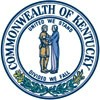 COMMONWEALTH OF KENTUCKY
UNITED WE STAND
DIVIDED WE FALL